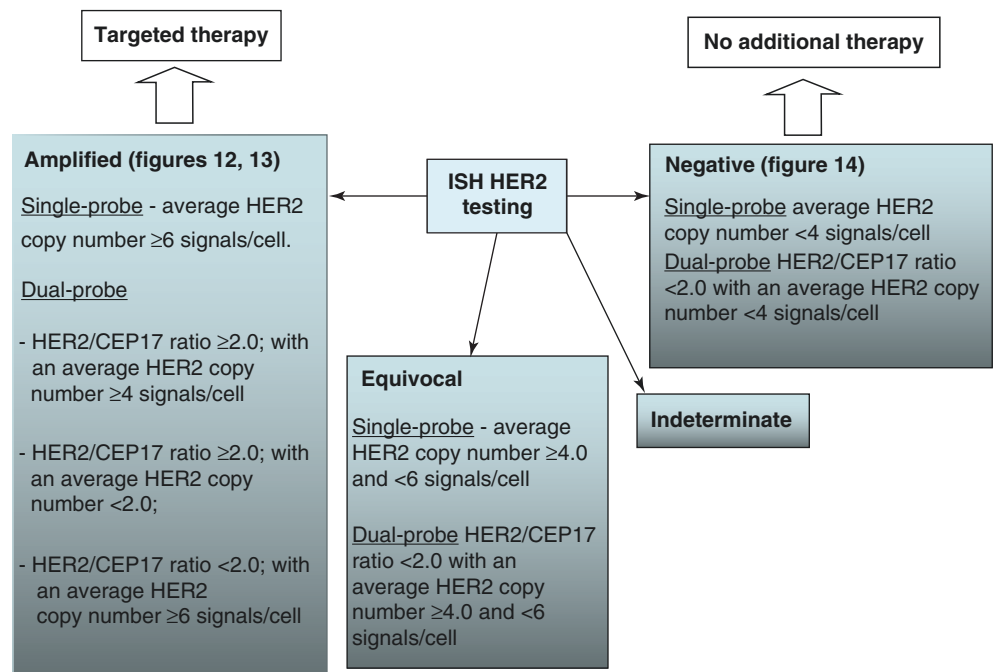 Targeted therapy
No additional therapy
Amplified (figures 12, 13)
Single-probe - average HER2
copy number ≥6 signals/cell.
Dual-probe
- HER2/CEP17 ratio ≥2.0; with
an average HER2 copy
number ≥4 signals/cell
- HER2/CEP17 ratio ≥2.0; with
an average HER2 copy
number <2.0;
- HER2/CEP17 ratio <2.0; with
an average HER2
copy number ≥6 signals/cell
ISH HER2
testing
Negative (figure 14)
Single-probe average HER2
copy number <4 signals/cell
Dual-probe HER2/CEP17 ratio
<2.0 with an average HER2 copy
number <4 signals/cell
Equivocal
Single-probe - average
HER2 copy number ≥4.0
and <6 signals/cell
Dual-probe HER2/CEP17
ratio <2.0 with an
average HER2 copy
number ≥4.0 and <6
signals/cell
Indeterminate